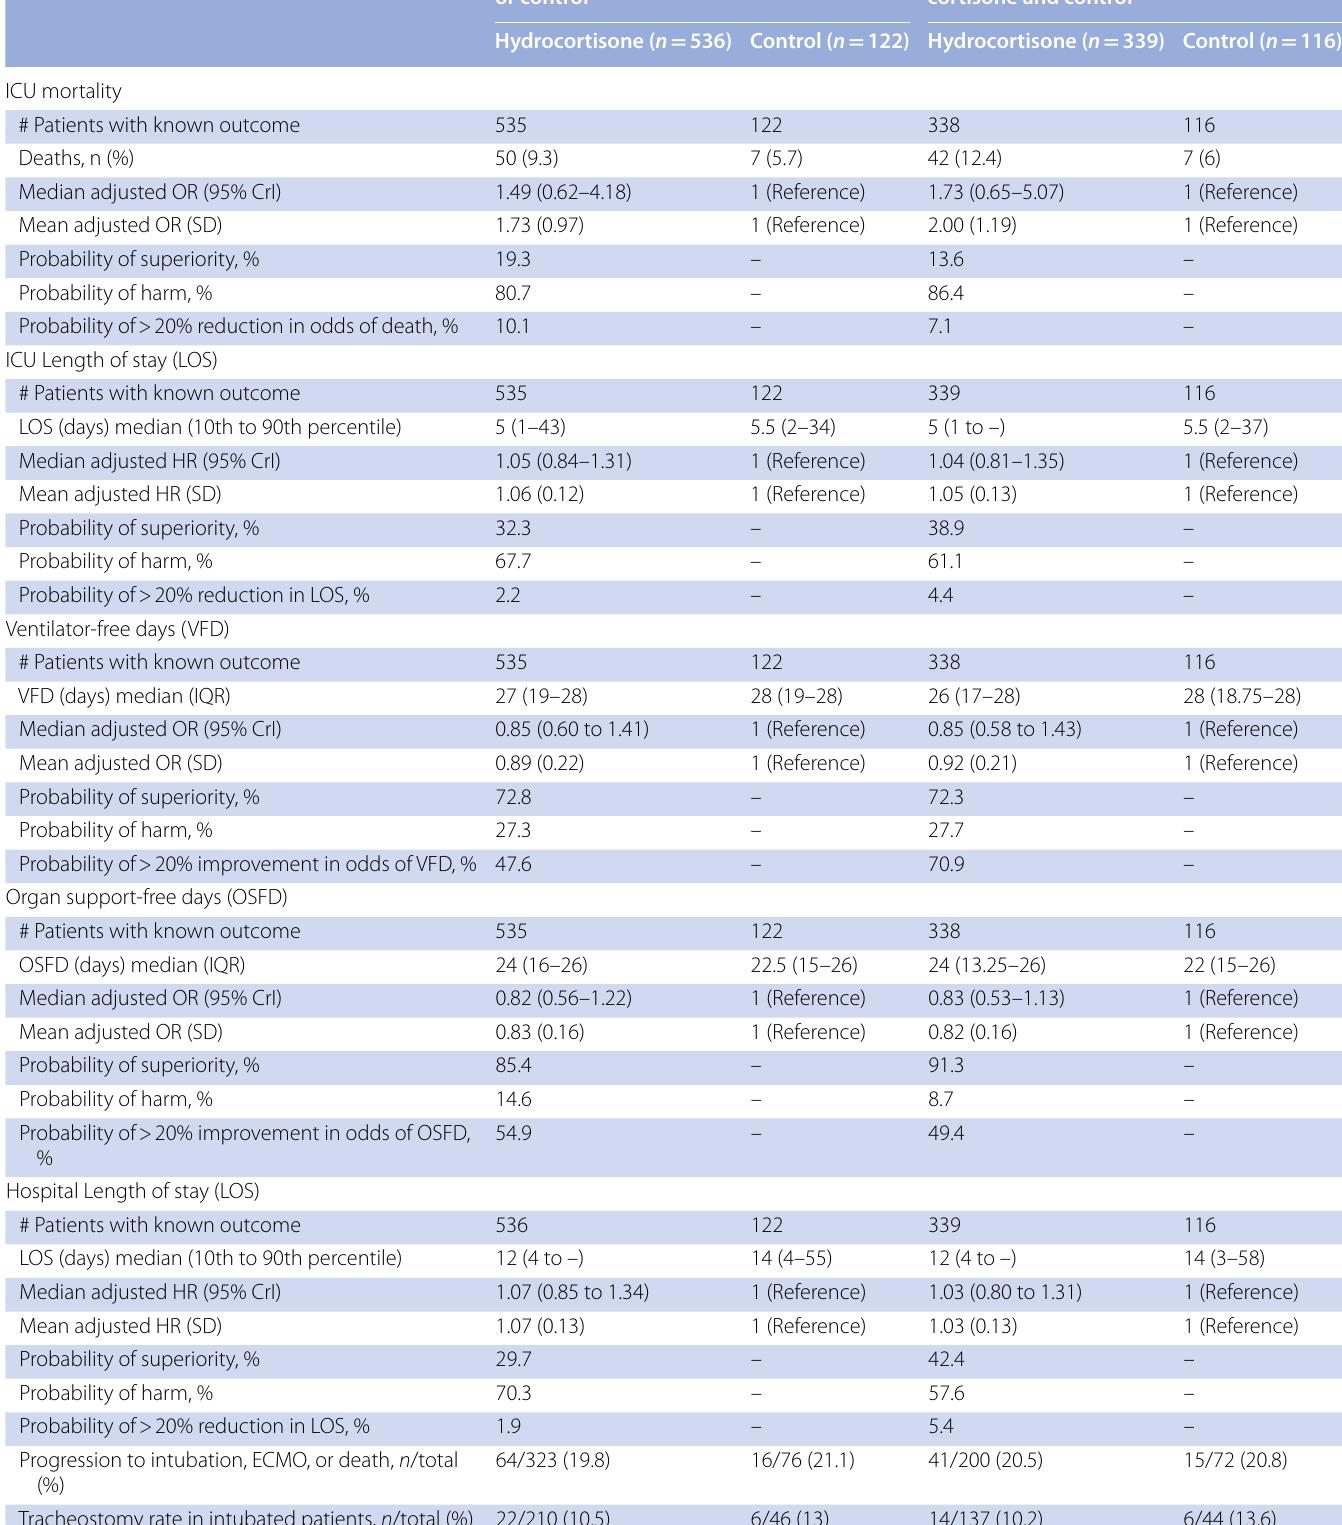 of control cortisone and control
Hydrocortisone (n = 536) Control (n = 122) Hydrocortisone (n = 339) Control (n = 116)
ICU mortality
# Patients with known outcome 535 122 338 116
Deaths, n (%) 50 (9.3) 7 (5.7) 42 (12.4) 7 (6)
Median adjusted OR (95% CrI) 1.49 (0.62–4.18) 1 (Reference) 1.73 (0.65–5.07) 1 (Reference)
Mean adjusted OR (SD) 1.73 (0.97) 1 (Reference) 2.00 (1.19) 1 (Reference)
Probability of superiority, % 19.3 – 13.6 –
Probability of harm, % 80.7 – 86.4 –
Probability of > 20% reduction in odds of death, % 10.1 – 7.1 –
ICU Length of stay (LOS)
# Patients with known outcome 535 122 339 116
LOS (days) median (10th to 90th percentile) 5 (1–43) 5.5 (2–34) 5 (1 to –) 5.5 (2–37)
Median adjusted HR (95% CrI) 1.05 (0.84–1.31) 1 (Reference) 1.04 (0.81–1.35) 1 (Reference)
Mean adjusted HR (SD) 1.06 (0.12) 1 (Reference) 1.05 (0.13) 1 (Reference)
Probability of superiority, % 32.3 – 38.9 –
Probability of harm, % 67.7 – 61.1 –
Probability of > 20% reduction in LOS, % 2.2 – 4.4 –
Ventilator-free days (VFD)
# Patients with known outcome 535 122 338 116
VFD (days) median (IQR) 27 (19–28) 28 (19–28) 26 (17–28) 28 (18.75–28)
Median adjusted OR (95% CrI) 0.85 (0.60 to 1.41) 1 (Reference) 0.85 (0.58 to 1.43) 1 (Reference)
Mean adjusted OR (SD) 0.89 (0.22) 1 (Reference) 0.92 (0.21) 1 (Reference)
Probability of superiority, % 72.8 – 72.3 –
Probability of harm, % 27.3 – 27.7 –
Probability of > 20% improvement in odds of VFD, % 47.6 – 70.9 –
Organ support-free days (OSFD)
# Patients with known outcome 535 122 338 116
OSFD (days) median (IQR) 24 (16–26) 22.5 (15–26) 24 (13.25–26) 22 (15–26)
Median adjusted OR (95% CrI) 0.82 (0.56–1.22) 1 (Reference) 0.83 (0.53–1.13) 1 (Reference)
Mean adjusted OR (SD) 0.83 (0.16) 1 (Reference) 0.82 (0.16) 1 (Reference)
Probability of superiority, % 85.4 – 91.3 –
Probability of harm, % 14.6 – 8.7 –
Probability of > 20% improvement in odds of OSFD, 54.9 – 49.4 –
%
Hospital Length of stay (LOS)
# Patients with known outcome 536 122 339 116
LOS (days) median (10th to 90th percentile) 12 (4 to –) 14 (4–55) 12 (4 to –) 14 (3–58)
Median adjusted HR (95% CrI) 1.07 (0.85 to 1.34) 1 (Reference) 1.03 (0.80 to 1.31) 1 (Reference)
Mean adjusted HR (SD) 1.07 (0.13) 1 (Reference) 1.03 (0.13) 1 (Reference)
Probability of superiority, % 29.7 – 42.4 –
Probability of harm, % 70.3 – 57.6 –
Probability of > 20% reduction in LOS, % 1.9 – 5.4 –
Progression to intubation, ECMO, or death, n/total 64/323 (19.8) 16/76 (21.1) 41/200 (20.5) 15/72 (20.8)
(%)
Tracheostomy rate in intubated patients, n/total (%) 22/210 (10.5) 6/46 (13) 14/137 (10.2) 6/44 (13.6)